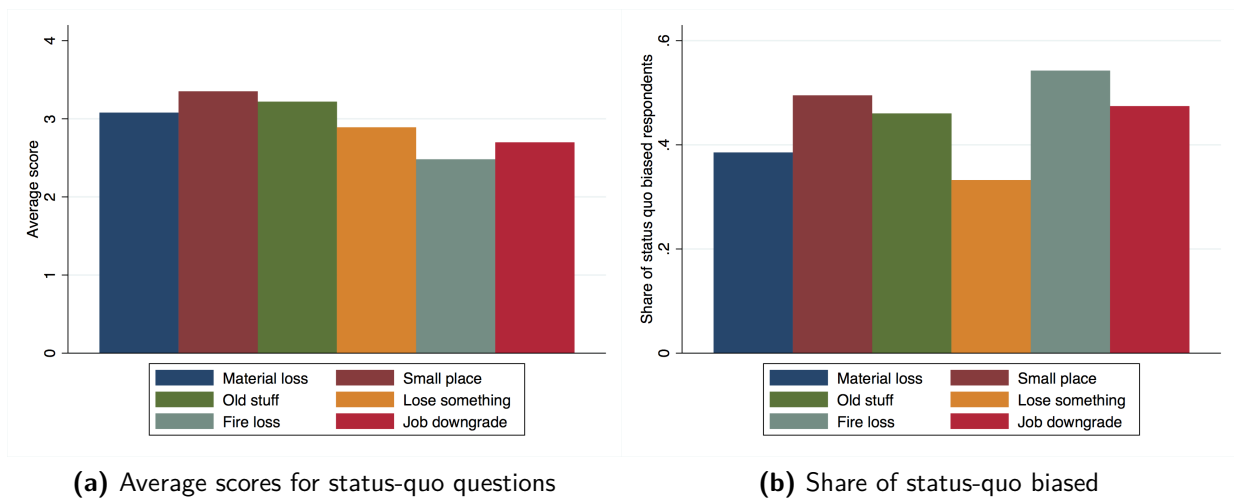 Average score
4
3
2
1
0
Material loss
Small place
Old stuff
Lose something
Fire loss
Job downgrade
(a) Average scores for status-quo questions
Share of status quo biased respondents
.6
.4
.2
0
Material loss
Small place
Old stuff
Lose something
Fire loss
Job downgrade
(b) Share of status-quo biased